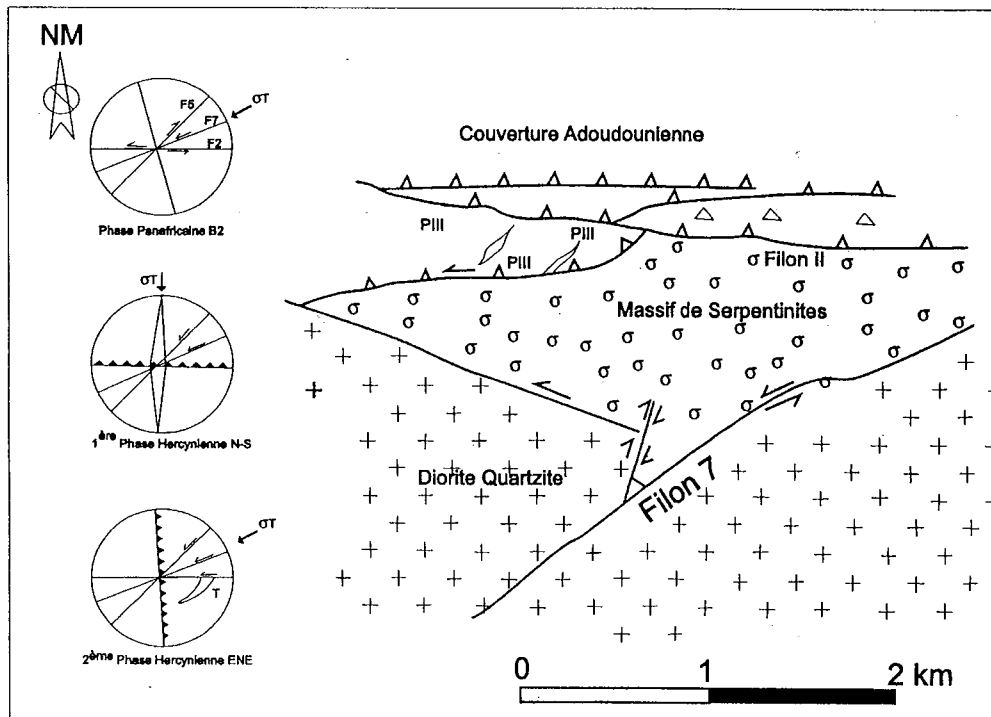 NM
σT
F5
F7
F2
Phase Panafricaine B2
σT
1ère Phase Hercynienne N-S
σT
T
2ème Phase Hercynienne ENE
Couverture Adoudounienne
PIII
PIII
PIII
Filon II
Massif de Serpentinites
Diorite Quartzite
Filon 7
0 1 2 km